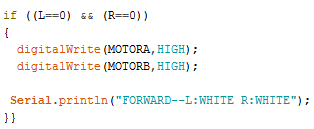 if ((L==0) && (R==0))
{
digitalWrite(MOTORA,HIGH);
digitalWrite(MOTORB,HIGH);
Serial.println("FORWARD--L:WHITE R:WHITE");
}}